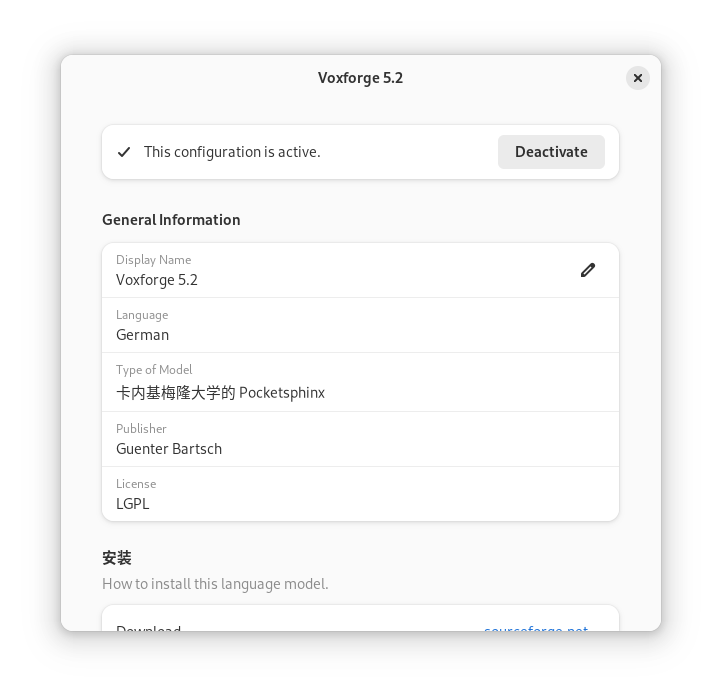 Voxforge 5.2
This configuration is active.
Deactivate
General Information
Display Name
Voxforge 5.2
Language
German
Type of Model
卡内基梅隆大学的 Pocketsphinx
Publisher
Guenter Bartsch
License
LGPL
安装
How to install this language model.
Download
sourceforge.net